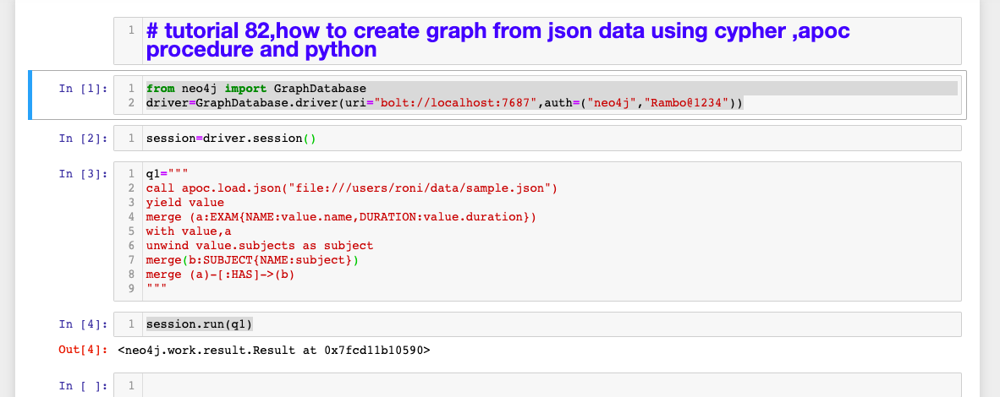 1 # tutorial 82,how to create graph from json data using cypher ,apoc
procedure and python
In [1]: 1 from neo4j import GraphDatabase
2 driver=GraphDatabase.driver(uri="bolt://localhost:7687",auth=("neo4j","Rambo@1234"))
In [2]: 1 session=driver.session()
In [3]: 1 q1="""
2 call apoc.load.json("file:///users/roni/data/sample.json")
3 yield value
4 merge (a:EXAM{NAME:value.name,DURATION:value.duration})
5 with value,a
6 unwind value.subjects as subject
7 merge(b:SUBJECT{NAME:subject})
8 merge (a)-[:HAS]->(b)
9 """
In [4]: 1 session.run(q1)
Out[4]: <neo4j.work.result.Result at 0x7fcd11b10590>
In [ ]: 1